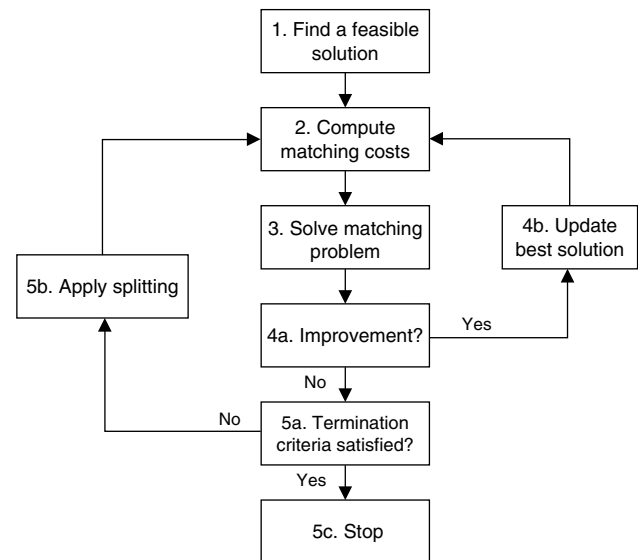 1. Find a feasible
solution
2. Compute
matching costs
3. Solve matching
problem
4b. Update
best solution
5b. Apply splitting
4a. Improvement?
Yes
No
5a. Termination
criteria satisfied?
No
Yes
5c. Stop